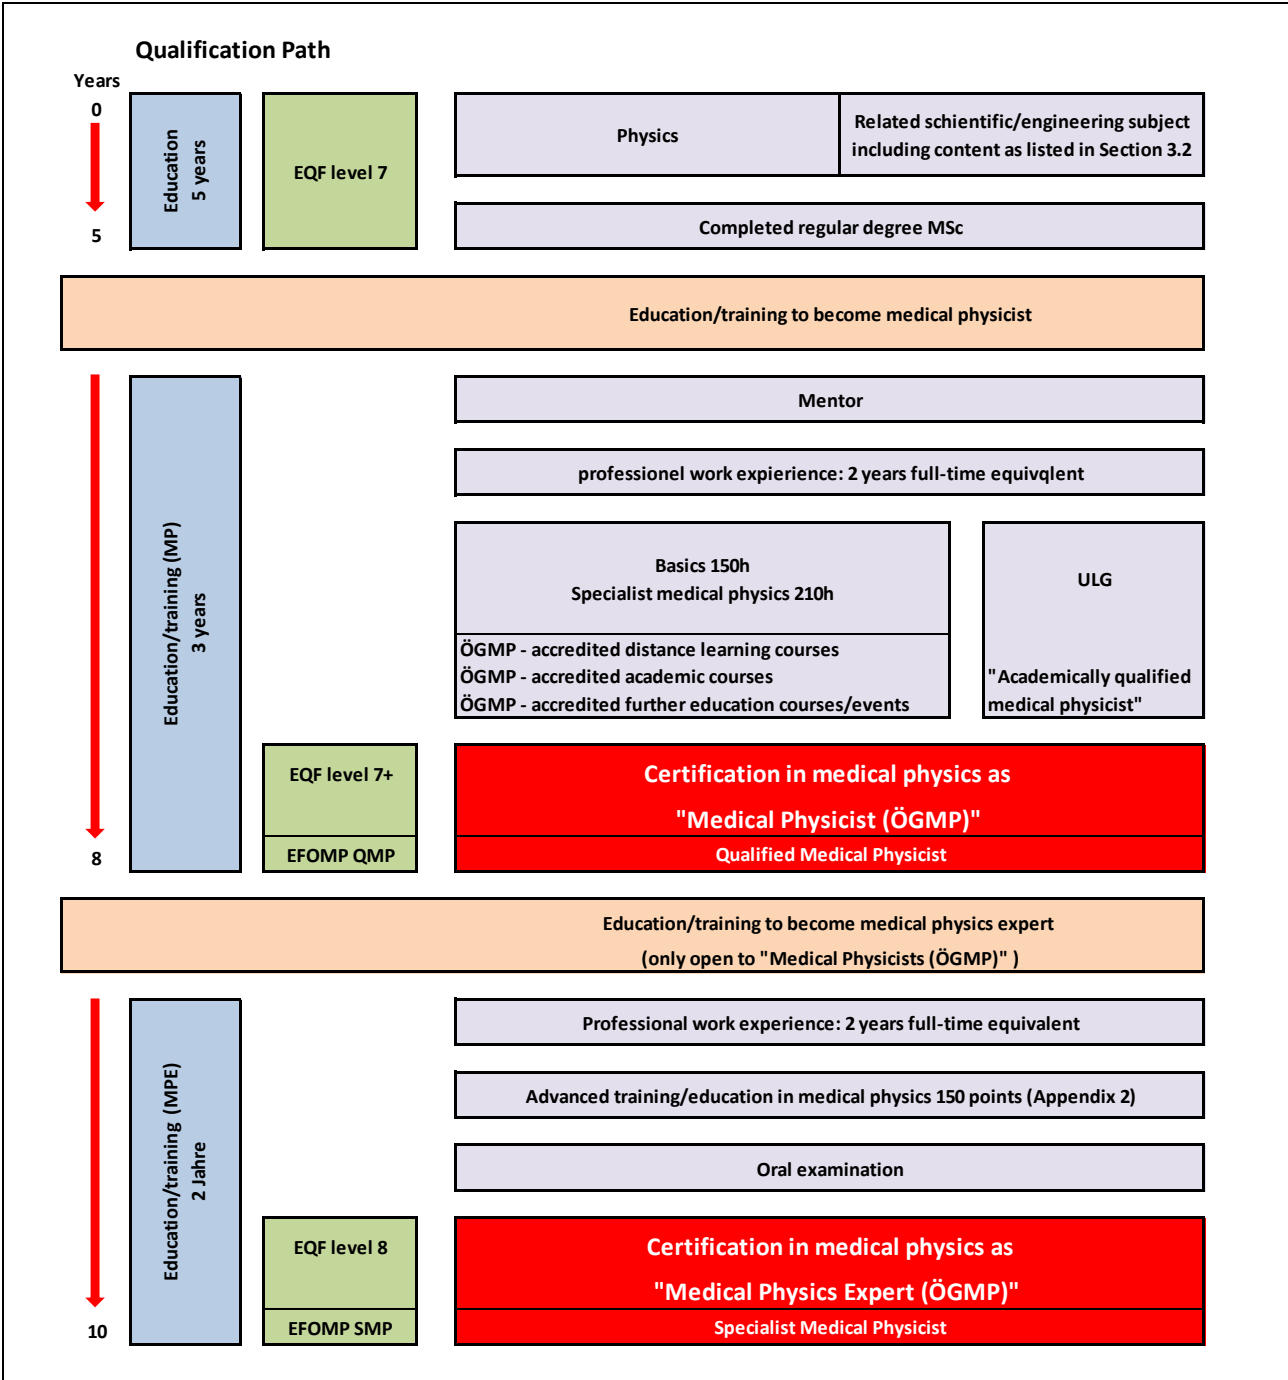 Qualification Path
Years
0
Education
5 years
EQF level 7
Physics
Related schientific/engineering subject
including content as listed in Section 3.2
5
Completed regular degree MSc
Education/training to become medical physicist
Education/training (MP)
3 years
Mentor
professionel work expierience: 2 years full-time equivqlent
Basics 150h
Specialist medical physics 210h
ÖGMP - accredited distance learning courses
ÖGMP - accredited academic courses
ÖGMP - accredited further education courses/events
ULG
"Academically qualified
medical physicist"
EQF level 7+
EFOMP QMP
Certification in medical physics as
"Medical Physicist (ÖGMP)"
Qualified Medical Physicist
8
Education/training to become medical physics expert
(only open to "Medical Physicists (ÖGMP)" )
Education/training (MPE)
2 Jahre
Professional work experience: 2 years full-time equivalent
Advanced training/education in medical physics 150 points (Appendix 2)
Oral examination
EQF level 8
EFOMP SMP
Certification in medical physics as
"Medical Physics Expert (ÖGMP)"
Specialist Medical Physicist
10